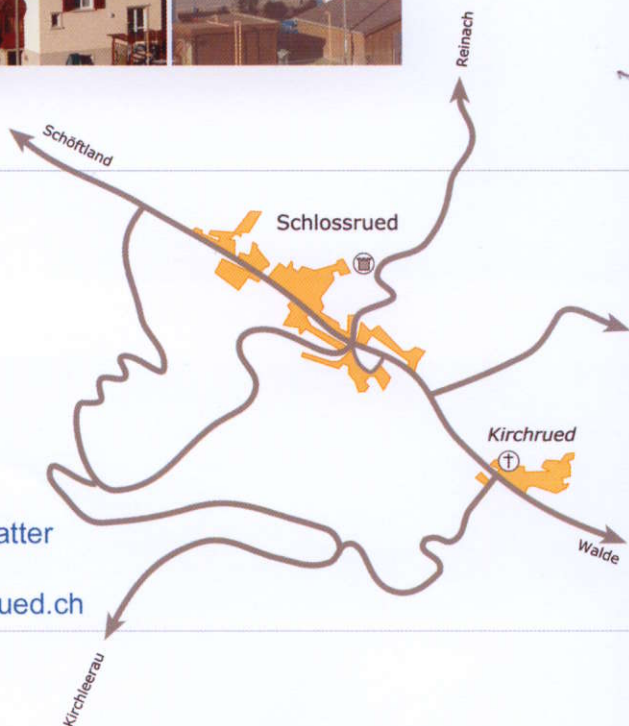 Reinach
Schöftland
Schlossrued
Kirchrued
atter
Walde
ued.ch
Kirchleerau